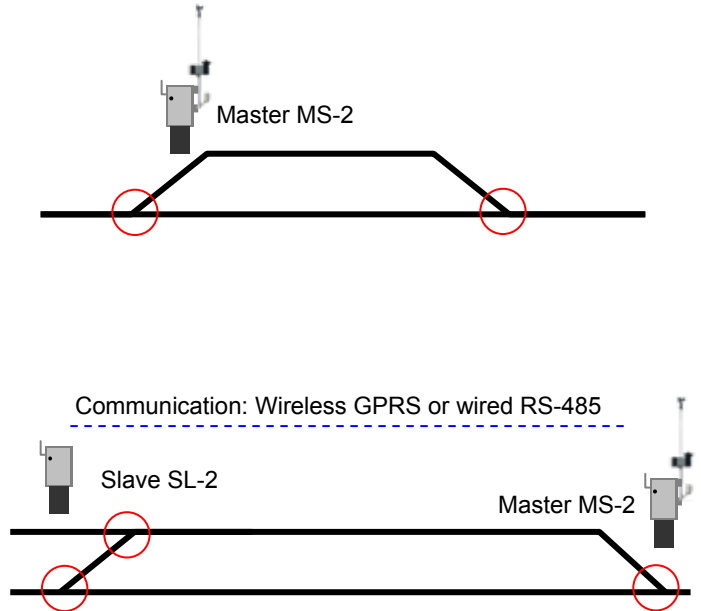 Master MS-2
Communication: Wireless GPRS or wired RS-485
Slave SL-2
Master MS-2